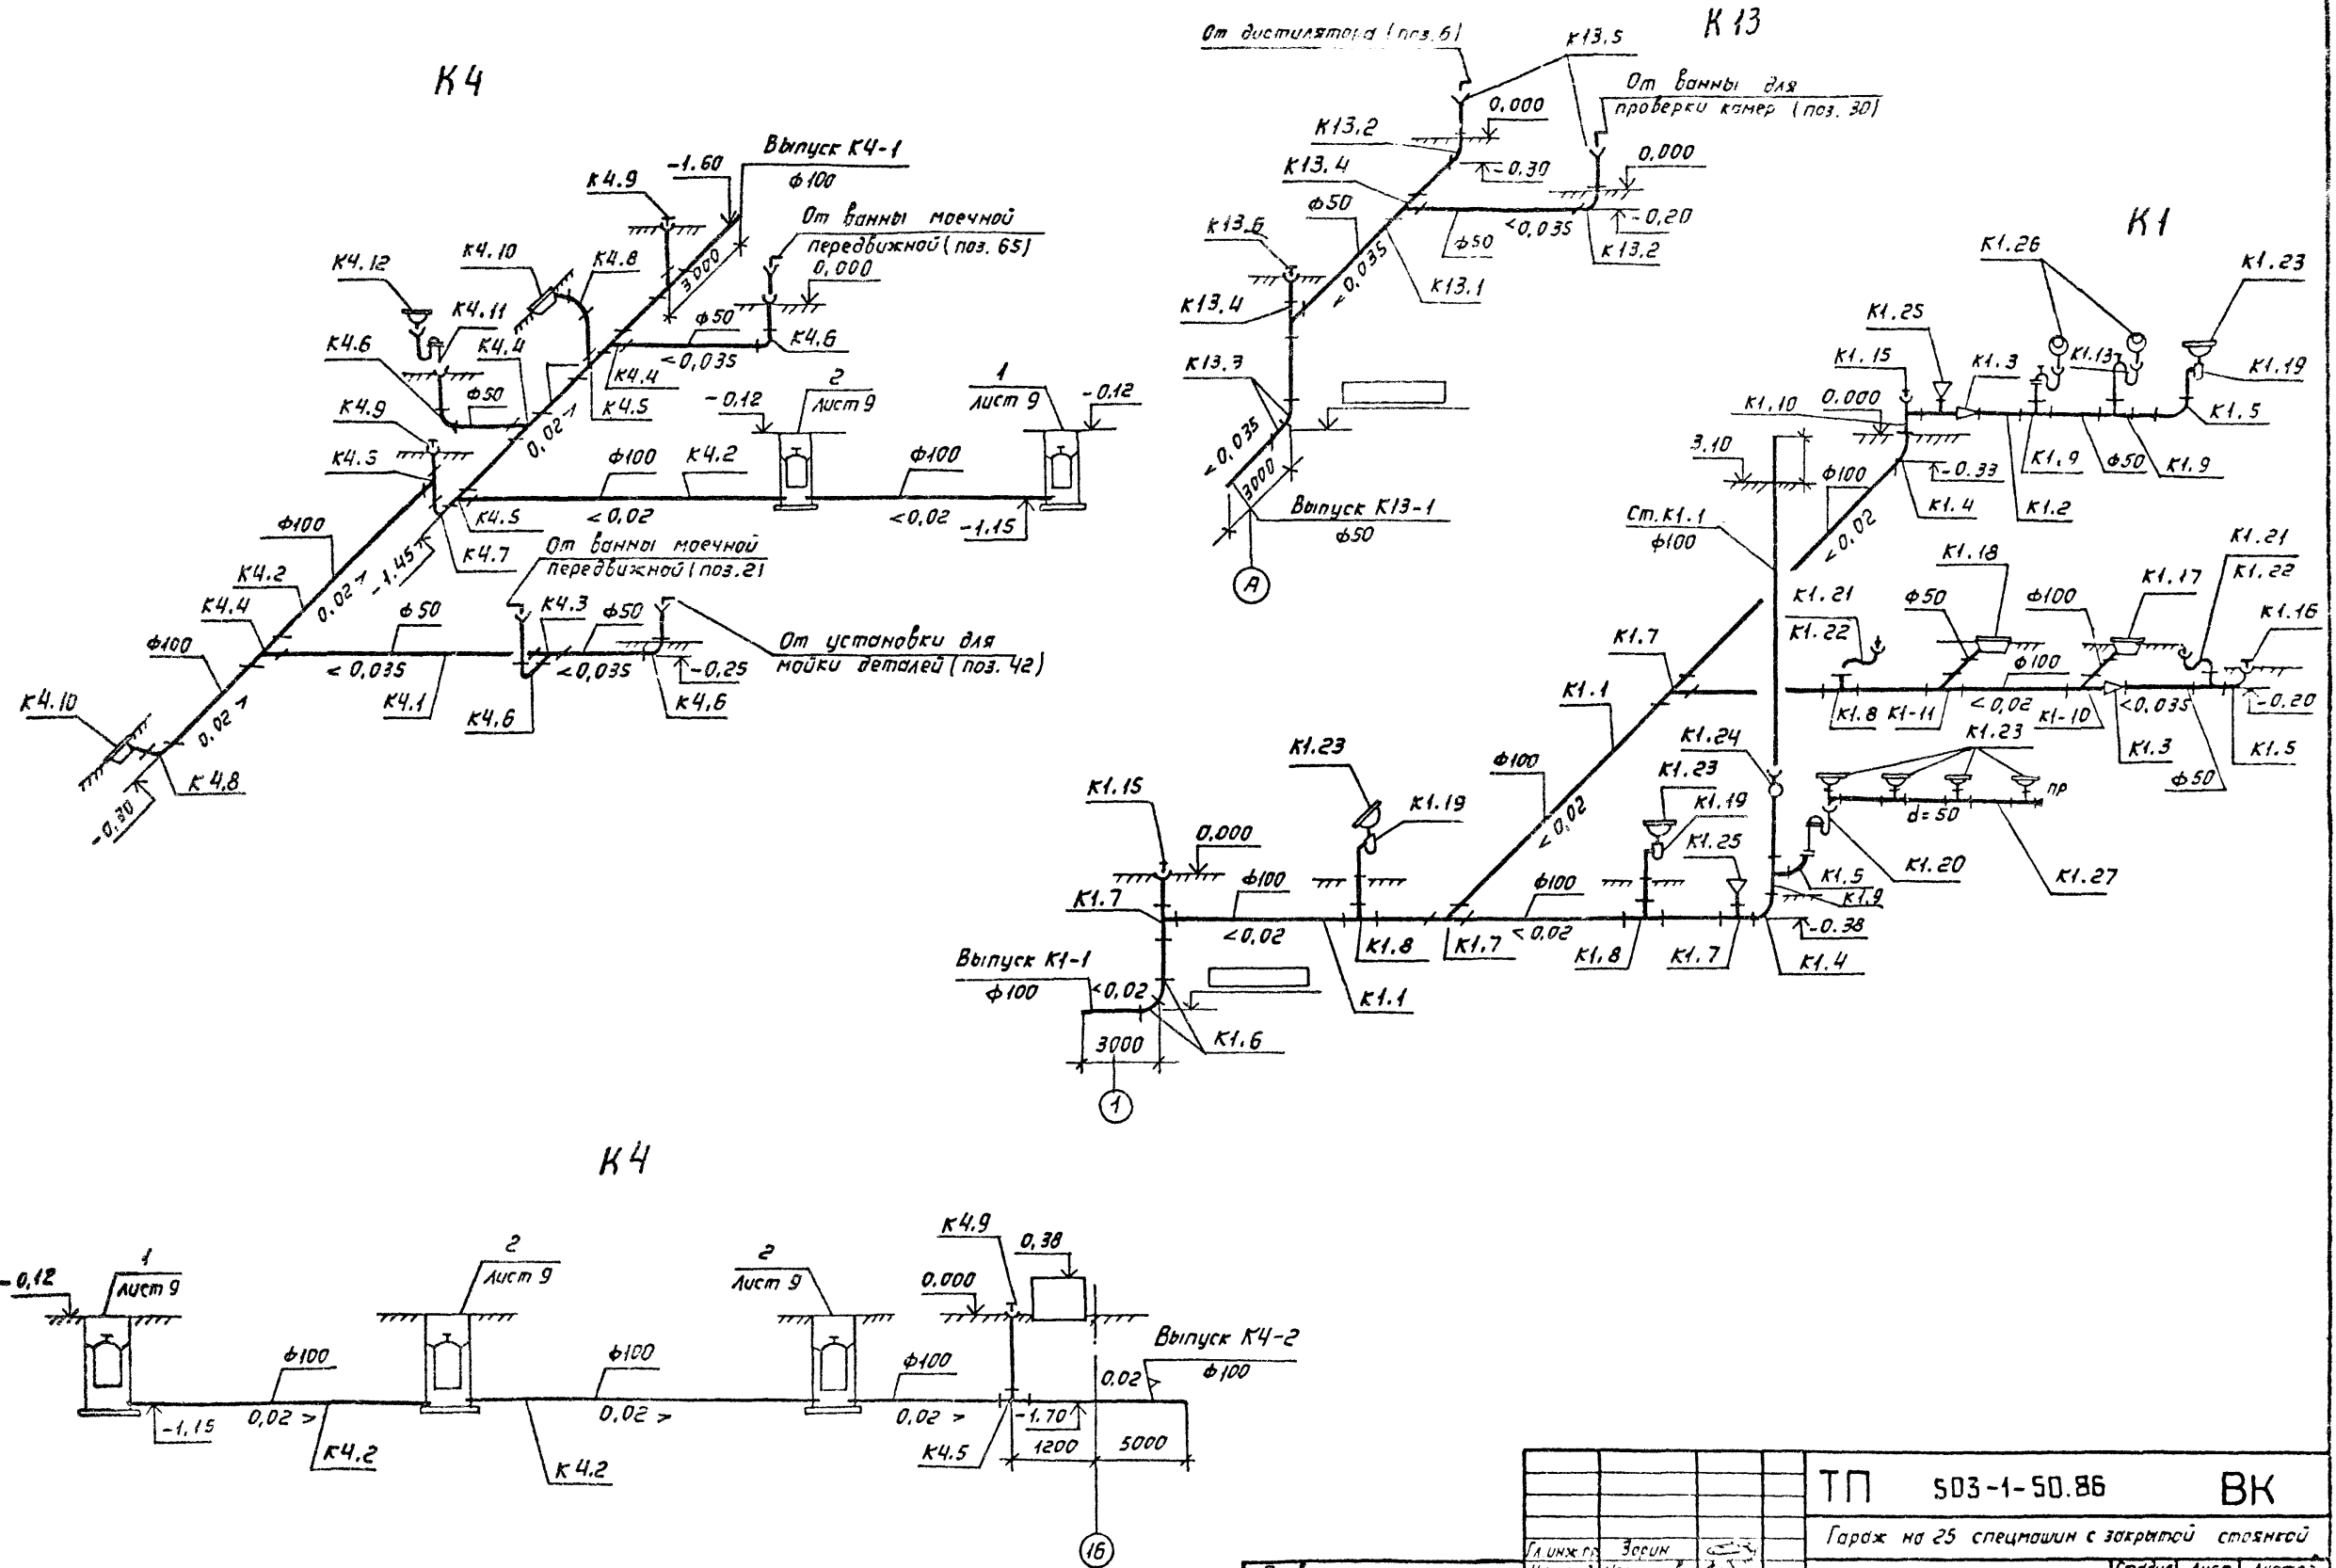 К4
К4.9
-1.60
Выпуск К4-1
ф100
От ванны моечной
передвижной (поз. 65)
0,000
3000
К4.12
К4.10
К4.8
К4.11
К4.6
К4.4
ф50
ф50
<0,035
К4.6
К4.4
К4.5
К4.9
К4.5
0,02
-0,12
2
Лист 9
1
Лист 9
-0,12
ф100
К4.2
ф100
К4.5
<0,02
<0,02
-1,15
-1.45
К4.7
ф100
От ванны моечной
передвижной (поз.2)
К4.2
0,02
К4.4
ф50
К4.3
ф50
ф100
<0,035
К4.1
<0,035
К4.6
От установки для
мойки деталей (поз. 42)
-0,25
К4.6
К4.10
0,02
К4.8
-0,30
К13
От дистилятора (поз. 6)
К13.5
От ванны для
проверки камер (поз. 30)
0,000
К13.2
-0,30
0,000
К13.4
ф50
ф50
<0,035
-0,20
К13.2
К13.6
<0,035
К13.1
К13.4
К13.3
<0,035
3000
Выпуск К13-1
ф50
А
К1
К1.26
К1.23
К1.25
К1.15
К1.3
К1.13
К1.19
К1.10
0.000
К1.5
3.10
ф100
-0.33
К1.9
ф50
К1.9
К1.4
К1.2
Ст. К1.1
ф100
<0,02
К1.18
К1.21
К1.22
К1.17
К1.21
К1.22
ф50
ф100
К1.16
К1.7
ф100
К1.1
К1.8
К1-11
<0,02
К1-10
<0,035
-0,20
К1.3
К1.5
ф50
К1.24
К1.23
К1.23
К1.23
ф100
пр
К1.15
К1.19
К1.19
d=50
<0,02
0.000
К1.25
К1.5
К1.20
К1.27
К1.7
ф100
ф100
К1.9
<0,02
К1.8
К1.7
<0,02
К1.8
К1.7
-0.38
К1.4
Выпуск К1-1
ф100
<0,02
К1.1
К1.6
3000
1
К4
-0,12
1
Лист 9
2
Лист 9
2
Лист 9
К4.9
0,38
0.000
Выпуск К4-2
ф100
ф100
ф100
ф100
0.02
-1,15
0,02 >
0,02 >
0,02 >
-1.70
К4.2
К4.2
К4.5
1200
5000
16
ТП 503-1-50.86 ВК
Гараж на 25 спецмашин с закрытой стоянкой
Гл.инж.пр Зорин